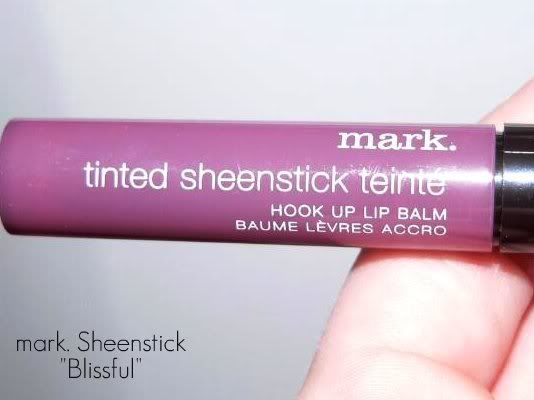 mark.
tinted sheenstick teinté
HOOK UP LIP BALM
BAUME LÈVRES ACCRO
mark. Sheenstick
"Blissful"